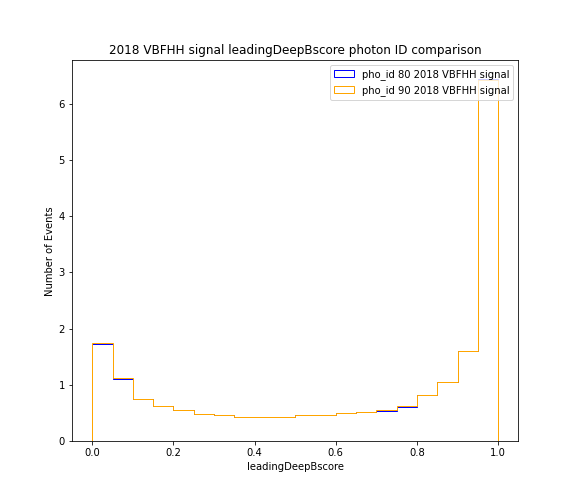 2018 VBFHH signal leadingDeepBscore photon ID comparison
pho_id 80 2018 VBFHH signal
pho_id 90 2018 VBFHH signal
Number of Events
6
5
4
3
2
1
0
0.0 0.2 0.4 0.6 0.8 1.0
leadingDeepBscore